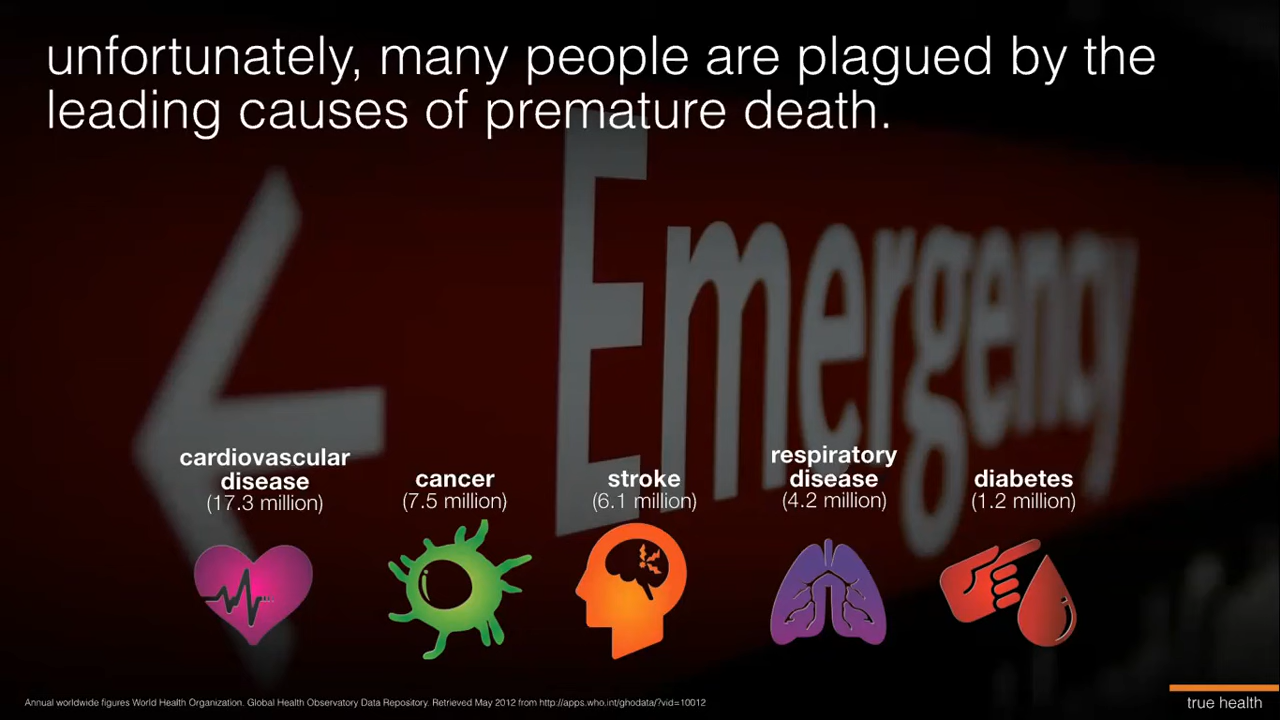 unfortunately, many people are plagued by the
leading causes of premature death.
Emergency
cardiovascular
disease
(17.3 million)
cancer
(7.5 million)
stroke
(6.1 million)
respiratory
disease
(4.2 million)
diabetes
(1.2 million)
Annual worldwide figures World Health Organization. Global Health Observatory Data Repository. Retrieved May 2012 from http://apps.who.int/ghodata/?vid=10012
true health